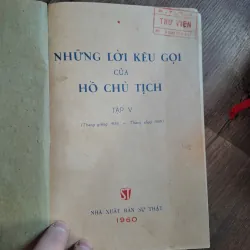 THƯ VIỆN
NHỮNG LỜI KÊU GỌI
CỦA
HỒ CHỦ TỊCH
TẬP V
NHÀ XUẤT BẢN SỰ THẬT
1960